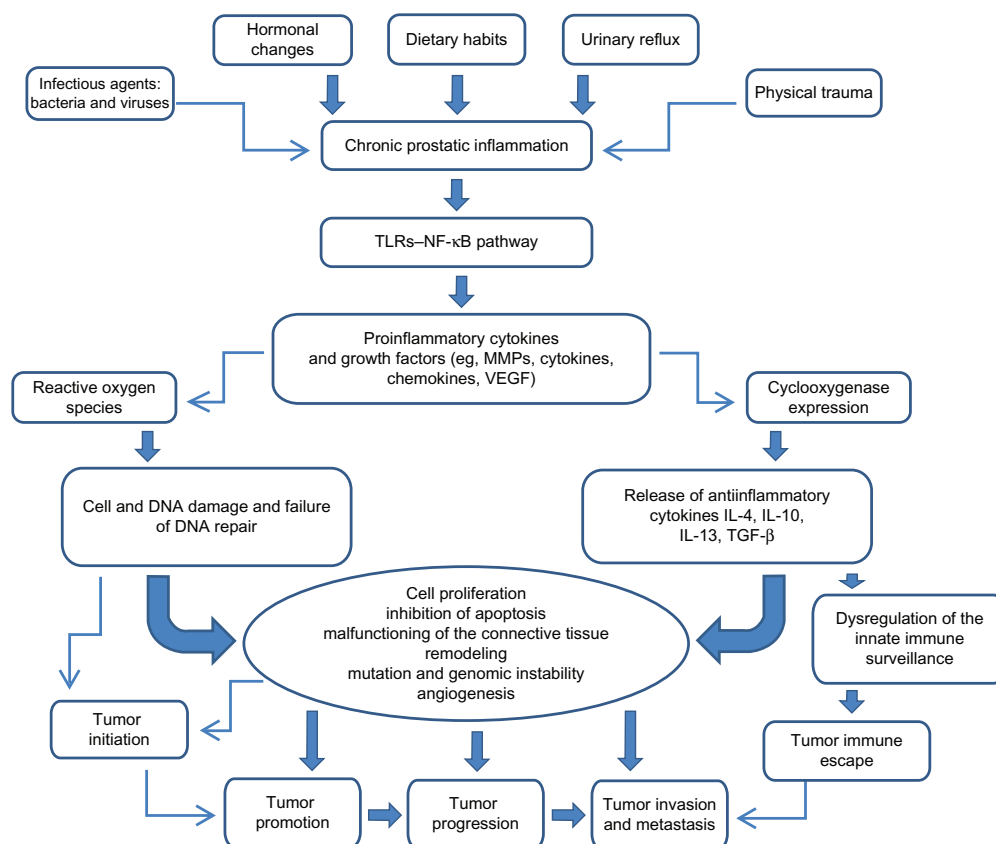 Hormonal
changes
Dietary habits
Urinary reflux
Infectious agents:
bacteria and viruses
Physical trauma
Chronic prostatic inflammation
TLRs–NF-κB pathway
Proinflammatory cytokines
and growth factors (eg, MMPs, cytokines,
chemokines, VEGF)
Reactive oxygen
species
Cyclooxygenase
expression
Cell and DNA damage and failure
of DNA repair
Release of antiinflammatory
cytokines IL-4, IL-10,
IL-13, TGF-β
Cell proliferation
inhibition of apoptosis
malfunctioning of the connective tissue
remodeling
mutation and genomic instability
angiogenesis
Dysregulation of the
innate immune
surveillance
Tumor
initiation
Tumor immune
escape
Tumor
promotion
Tumor
progression
Tumor invasion
and metastasis